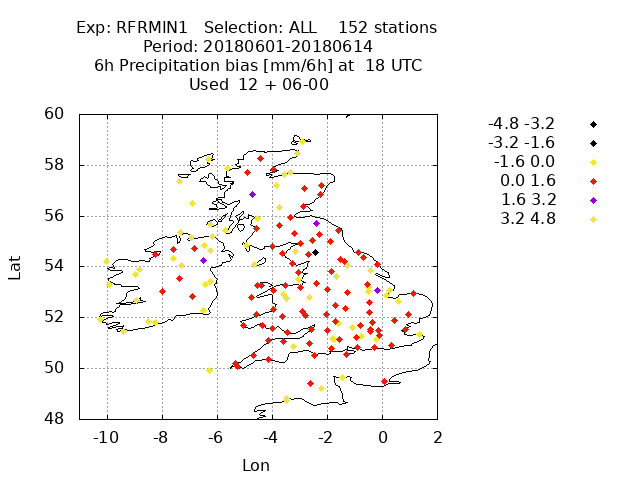 Exp: RFRMIN1 Selection: ALL 152 stations
Period: 20180601-20180614
6h Precipitation bias [mm/6h] at 18 UTC
Used 12 + 06-00
-4.8 -3.2
-3.2 -1.6
-1.6 0.0
0.0 1.6
1.6 3.2
3.2 4.8
60
58
56
54
52
50
48
Lat
-10 -8 -6 -4 -2 0 2
Lon